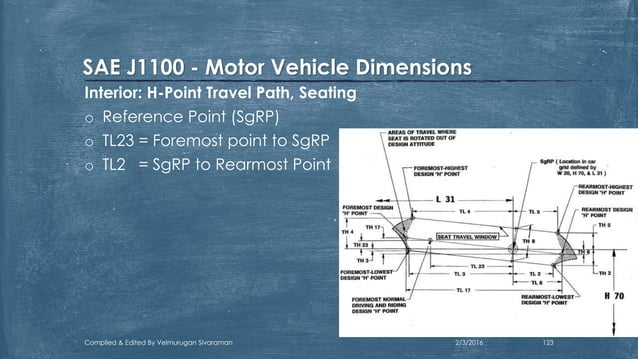 SAE J1100 - Motor Vehicle Dimensions
Interior: H-Point Travel Path, Seating
o Reference Point (SgRP)
o TL23 = Foremost point to SgRP
o TL2 = SgRP to Rearmost Point
AREAS OF TRAVEL WHERE
SEAT IS ROTATED OUT OF
DESIGN ATTITUDE
SgRP ( Location in car
grid defined by
W 20, H 70, & L 31 )
FOREMOST-HIGHEST
DESIGN "H" POINT
REARMOST-HIGHEST
DESIGN "H" POINT
L 31
FOREMOST DESIGN
"H" POINT
TL 4
TL 5
REARMOST DESIGN
"H" POINT
TH 17
TH 5
TH 4
SEAT TRAVEL WINDOW
TH 8
TH 23
TH 6
TH 3
TL 23
FOREMOST-LOWEST
DESIGN "H" POINT
TL 3
TL 2
TH 2
TL 6
TL 17
FOREMOST NORMAL
DRIVING AND RIDING
DESIGN "H" POINT
REARMOST-LOWEST
DESIGN "H" POINT
H 70
Complied & Edited By Velmurugan Sivaraman
2/3/2016
123